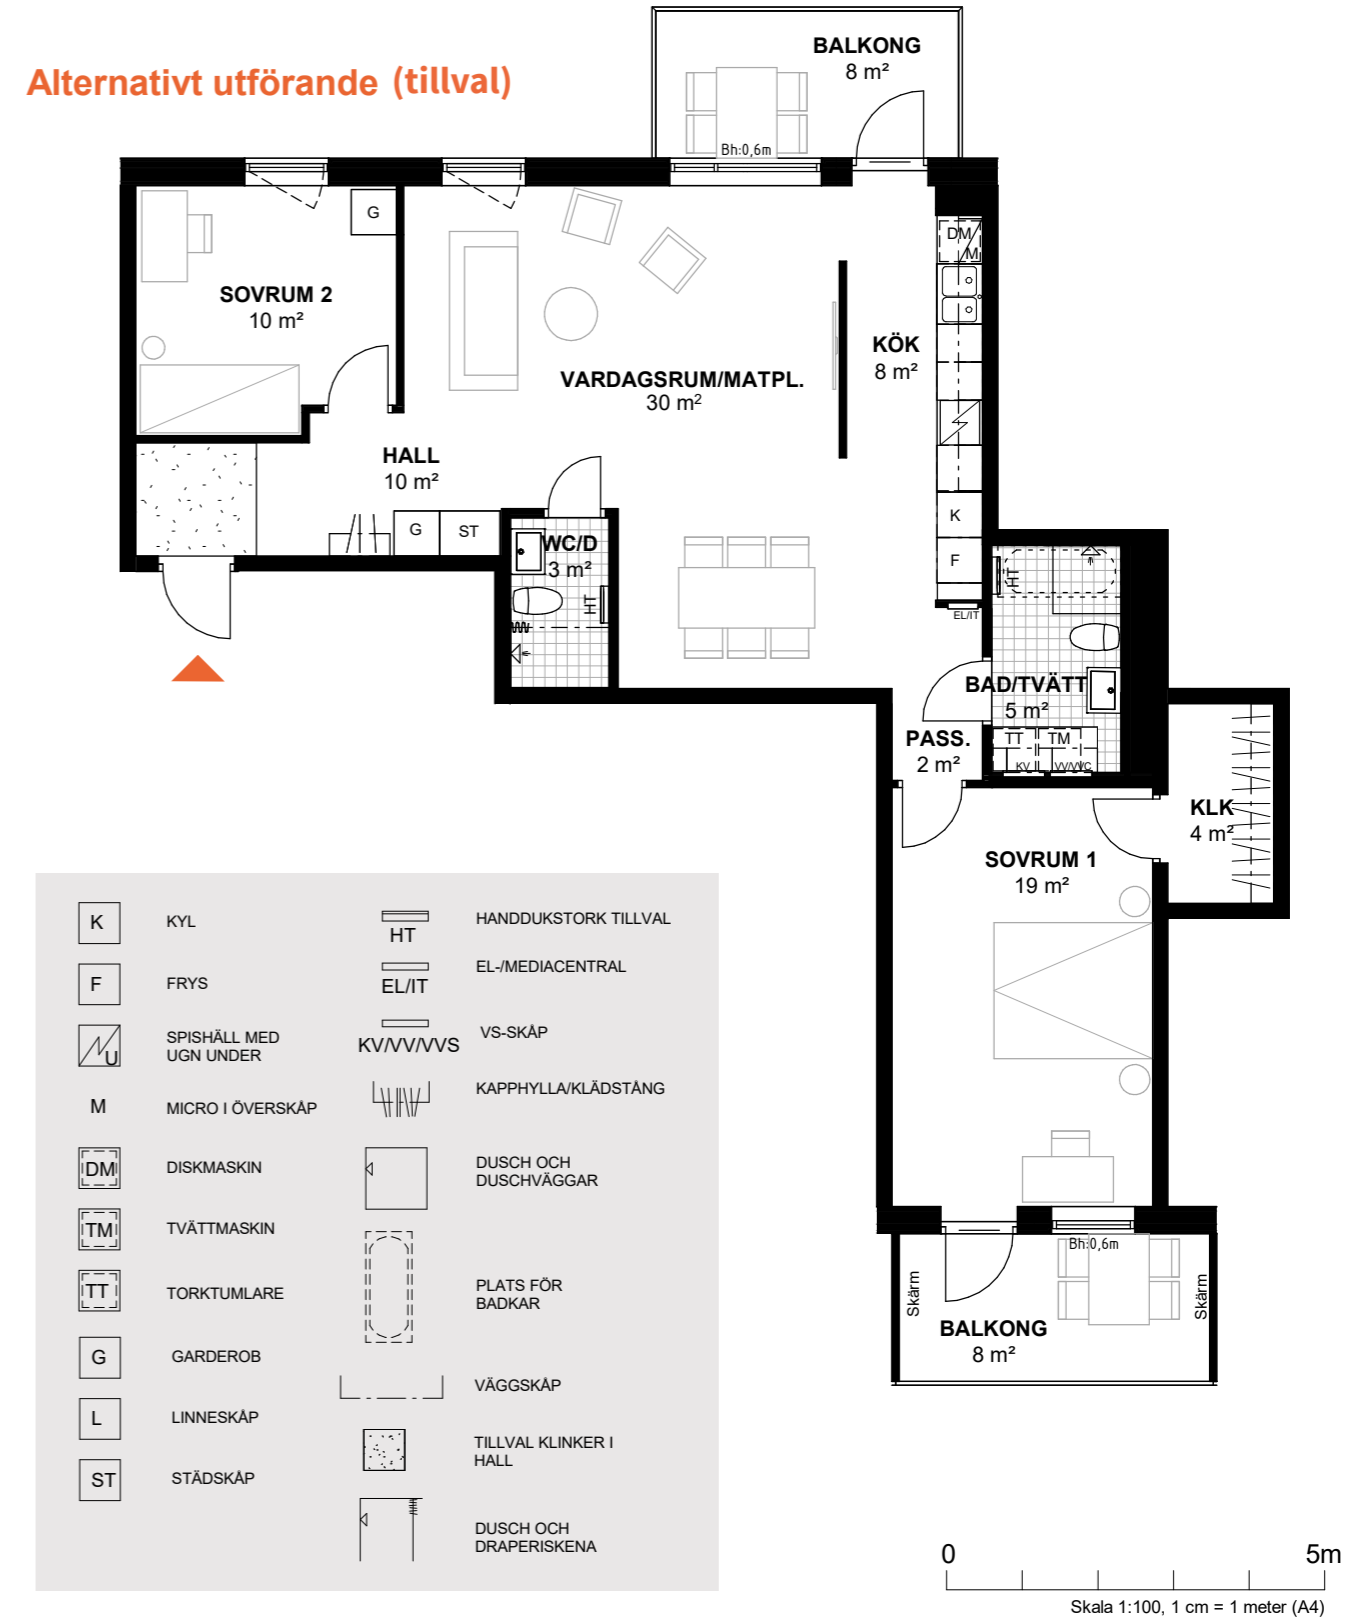 Alternativt utförande (tillval)
BALKONG
8 m²
Bh:0,6m
G
DM
M
SOVRUM 2
10 m²
KÖK
8 m²
VARDAGSRUM/MATPL.
30 m²
HALL
10 m²
G
ST
K
F
WC/D
3 m²
HT
HT
EL/IT
BAD/TVÄTT
5 m²
TT
TM
KV
VV/VVC
PASS.
2 m²
KLK
4 m²
SOVRUM 1
19 m²
Bh:0,6m
Skärm
Skärm
BALKONG
8 m²
K
KYL
F
FRYS
U
SPISHÄLL MED
UGN UNDER
M
MICRO I ÖVERSKÅP
DM
DISKMASKIN
TM
TVÄTTMASKIN
TT
TORKTUMLARE
G
GARDEROB
L
LINNESKÅP
ST
STÄDSKÅP
HT
HANDDUKSTORK TILLVAL
EL/IT
EL-/MEDIACENTRAL
KV/VV/VVS
VS-SKÅP
KAPPHYLLA/KLÄDSTÅNG
DUSCH OCH
DUSCHVÄGGAR
PLATS FÖR
BADKAR
VÄGGSKÅP
TILLVAL KLINKER I
HALL
DUSCH OCH
DRAPERISKENA
0
5m
Skala 1:100, 1 cm = 1 meter (A4)